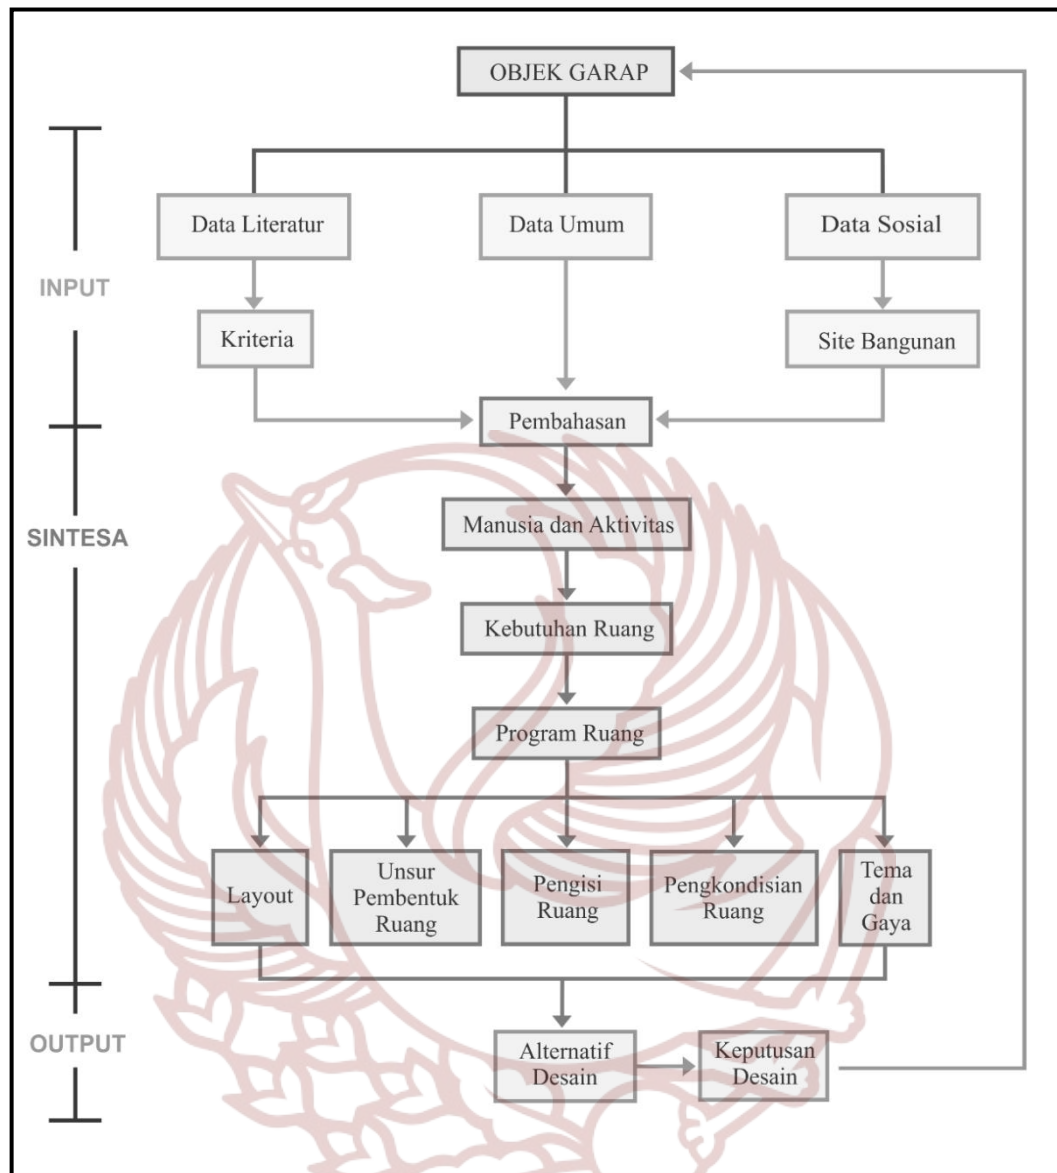 OBJEK GARAP
Data Literatur
Data Umum
Data Sosial
INPUT
Kriteria
Site Bangunan
Pembahasan
SINTESA
Manusia dan Aktivitas
Kebutuhan Ruang
Program Ruang
Layout
Unsur
Pembentuk
Ruang
Pengisi
Ruang
Pengkondisian
Ruang
Tema
dan
Gaya
OUTPUT
Alternatif
Desain
Keputusan
Desain